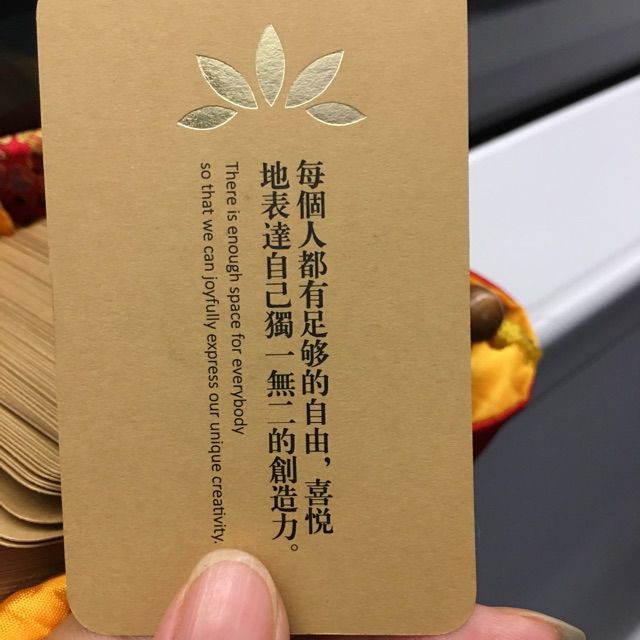 每個人都有足够的自由，喜悅
地表達自己獨一無二的創造力。
There is enough space for everybody
so that we can joyfully express our unique creativity.